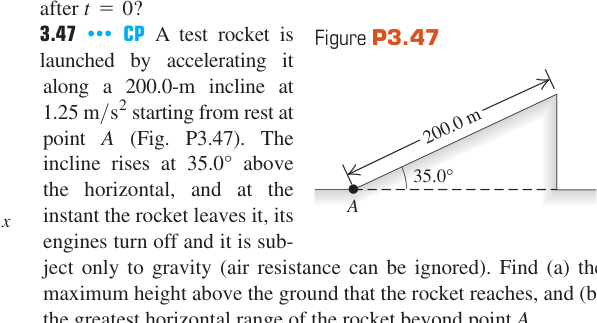 after t = 0?
3.47 ••• CP A test rocket is
launched by accelerating it
along a 200.0-m incline at
1.25 m/s² starting from rest at
point A (Fig. P3.47). The
incline rises at 35.0° above
the horizontal, and at the
instant the rocket leaves it, its
engines turn off and it is sub-
ject only to gravity (air resistance can be ignored). Find (a) the
maximum height above the ground that the rocket reaches, and (b
the greatest horizontal range of the rocket beyond point A.
Figure P3.47
200.0 m
35.0°
A
x